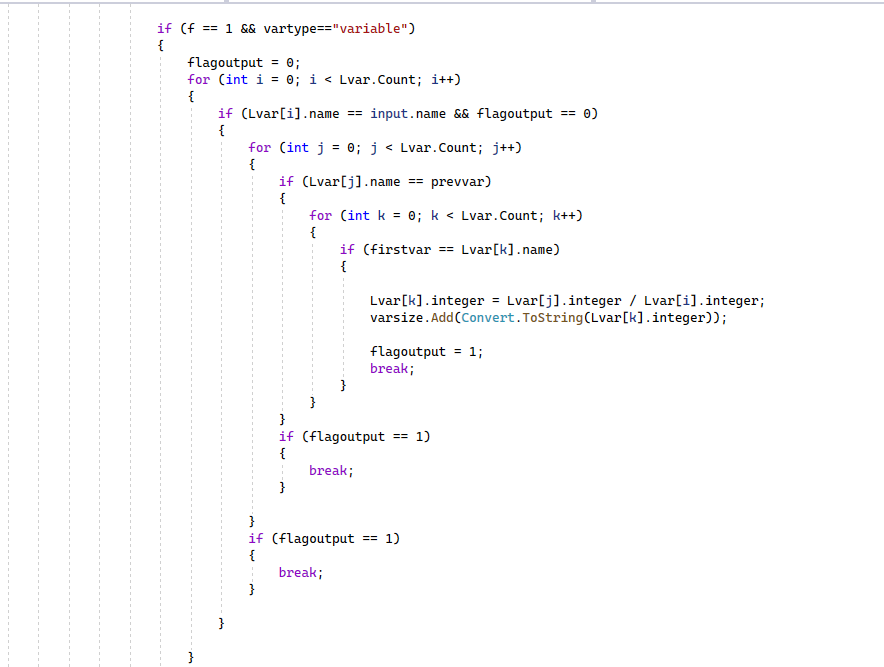 if (f == 1 && vartype=="variable")
{
flagoutput = 0;
for (int i = 0; i < Lvar.Count; i++)
{
if (Lvar[i].name == input.name && flagoutput == 0)
{
for (int j = 0; j < Lvar.Count; j++)
{
if (Lvar[j].name == prevvar)
{
for (int k = 0; k < Lvar.Count; k++)
{
if (firstvar == Lvar[k].name)
{
Lvar[k].integer = Lvar[j].integer / Lvar[i].integer;
varsize.Add(Convert.ToString(Lvar[k].integer));
flagoutput = 1;
break;
}
}
}
if (flagoutput == 1)
{
break;
}
}
if (flagoutput == 1)
{
break;
}
}
}